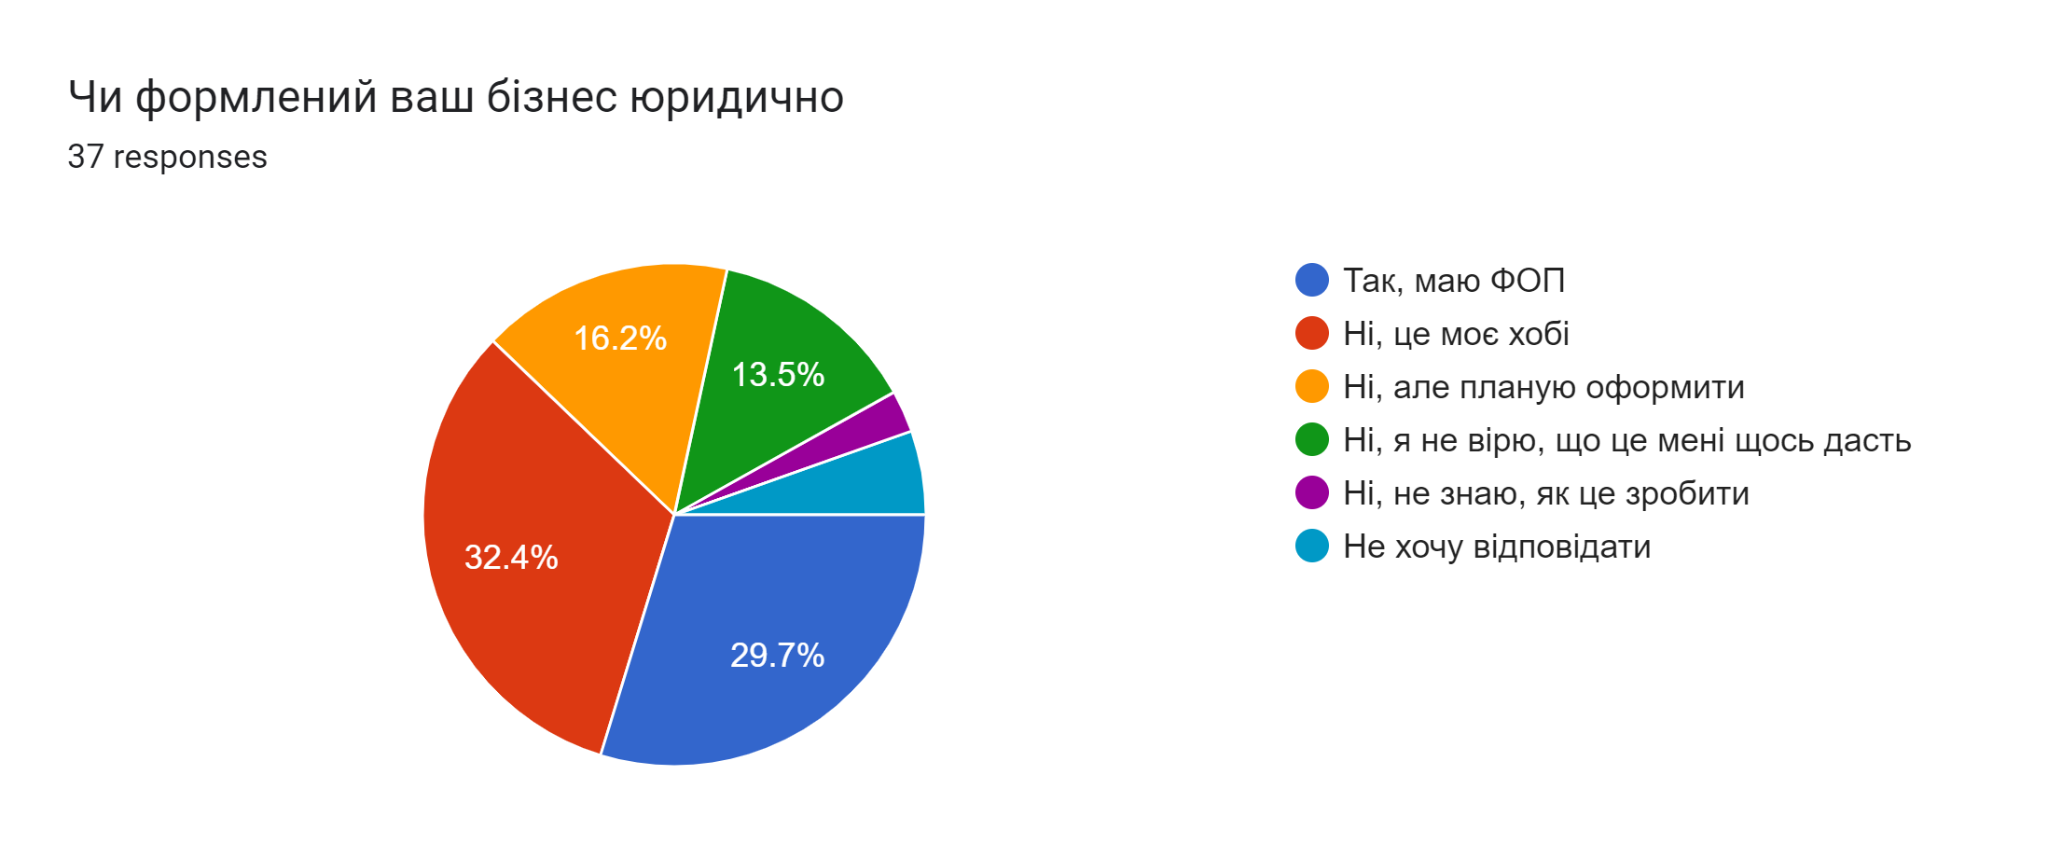 Чи формлений ваш бізнес юридично
37 responses
16.2%
13.5%
32.4%
29.7%
Так, маю ФОП
Ні, це моє хобі
Ні, але планую оформити
Ні, я не вірю, що це мені щось дасть
Ні, не знаю, як це зробити
Не хочу відповідати